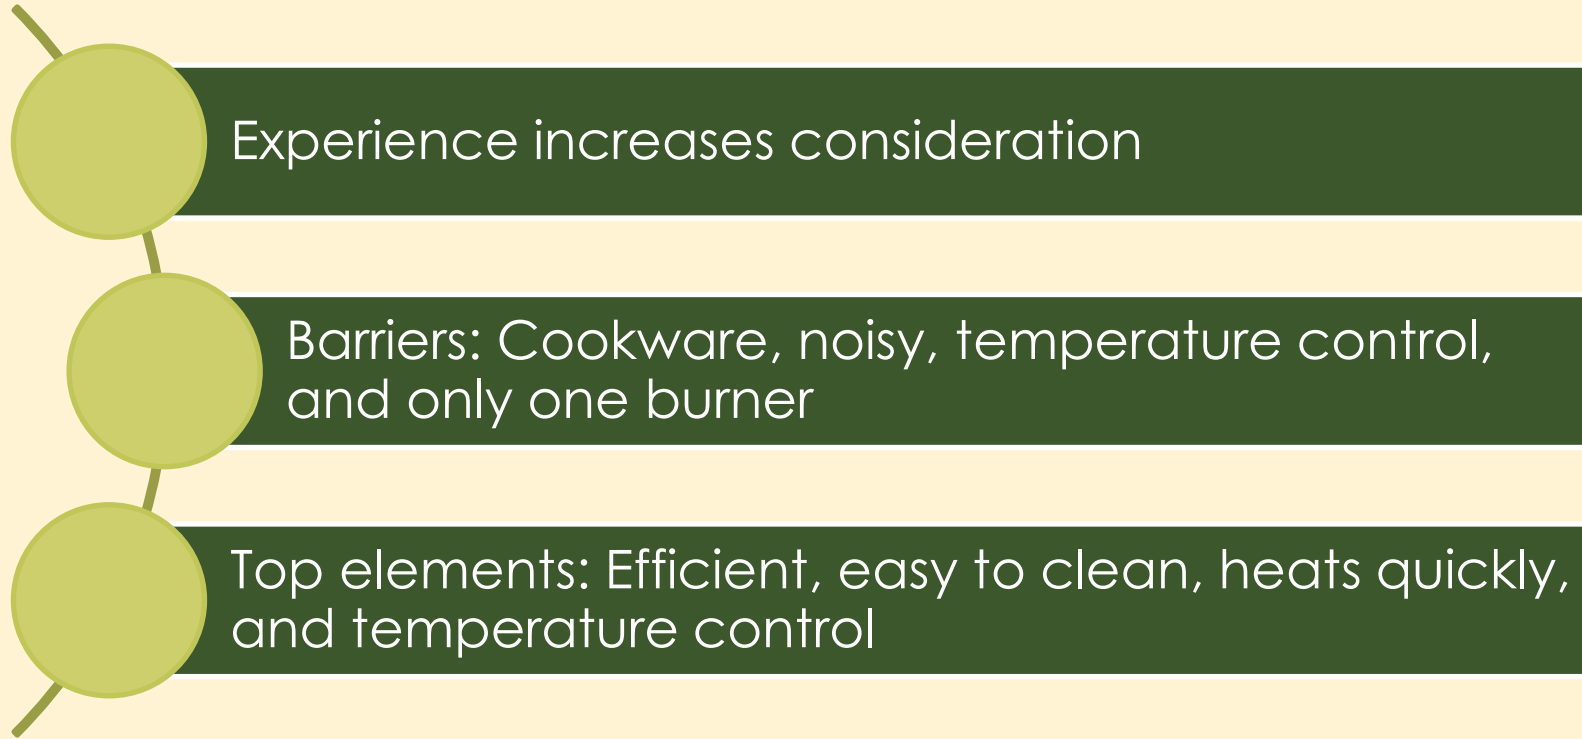 Experience increases consideration
Barriers: Cookware, noisy, temperature control,
and only one burner
Top elements: Efficient, easy to clean, heats quickly,
and temperature control